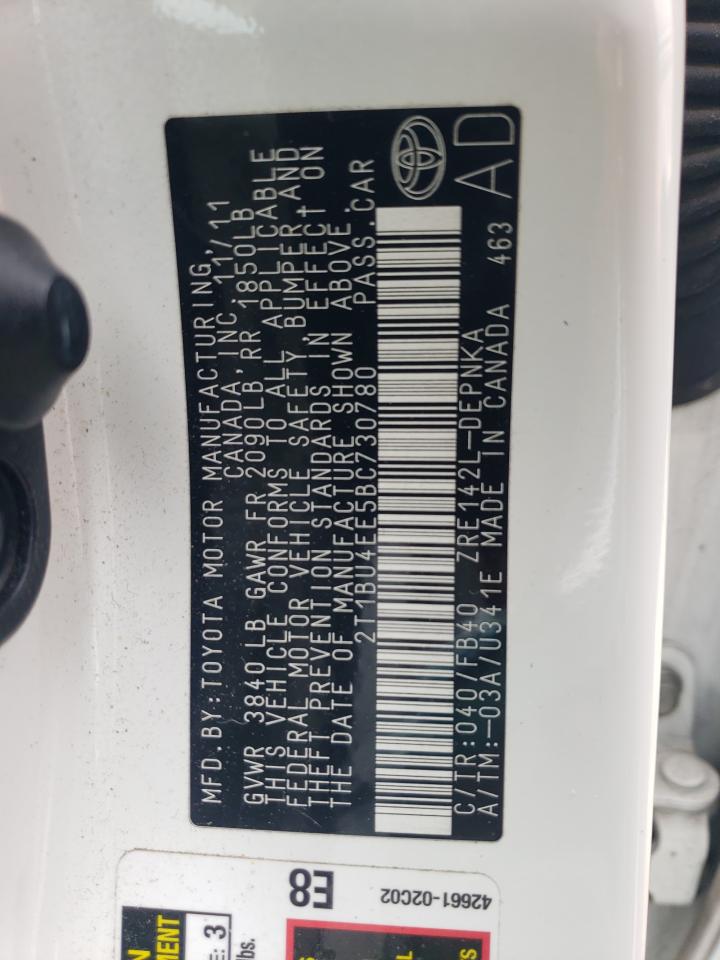 MFD.BY:TOYOTA MOTOR MANUFACTURING,
CANADA,INC. 11/11
GVWR 3840LB GAWR FR 2090LB,RR 1850LB
THIS VEHICLE CONFORMS TO ALL APPLICABLE
FEDERAL MOTOR VEHICLE SAFETY, BUMPER, AND
THEFT PREVENTION STANDARDS IN EFFECT ON
THE DATE OF MANUFACTURE SHOWN ABOVE.
2T1BU4EE5BC730780 PASS.CAR
C/TR:040/FB40 ZRE142L-DEPNKA
A/TM:-03A/U341E MADE IN CANADA 463
AD
E8
42661-02C02
3
lbs.